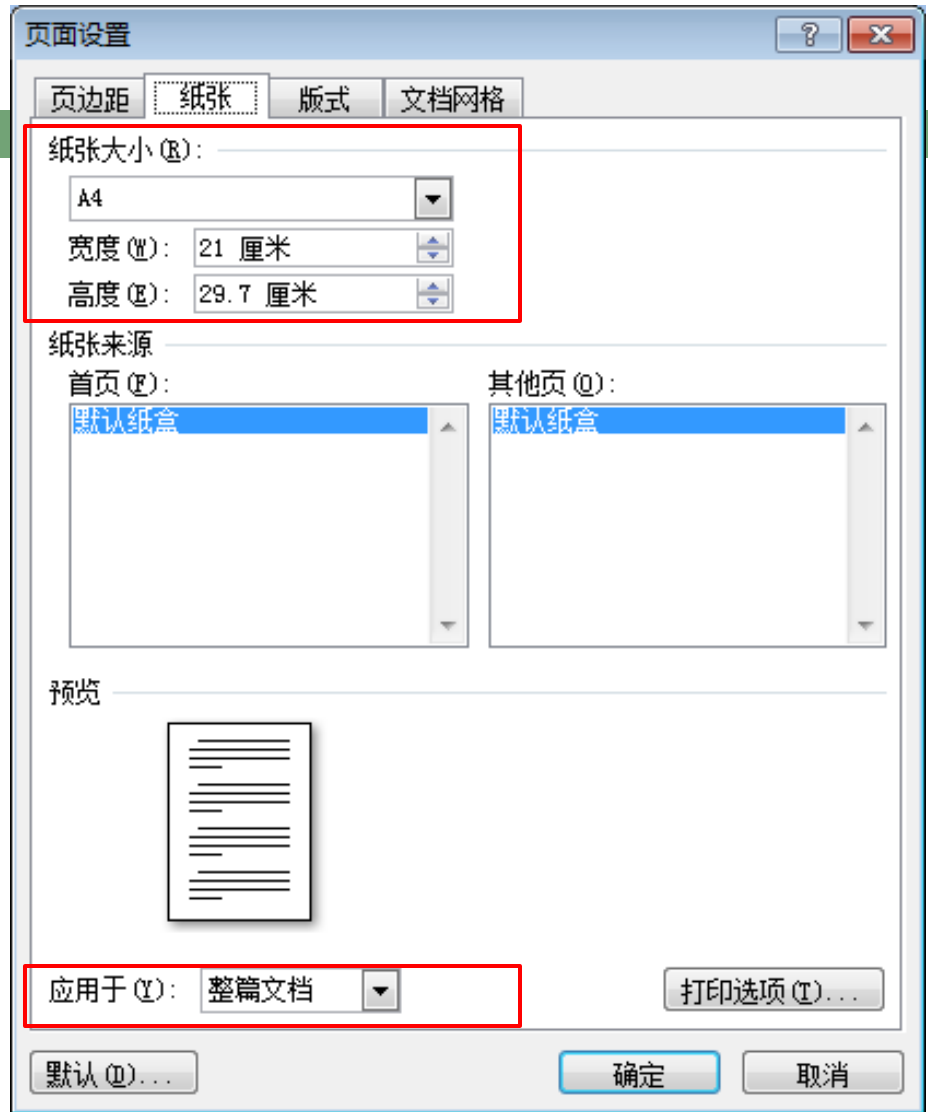 页面设置
页边距 纸张 版式 文档网格
纸张大小(R):
A4
宽度(W): 21 厘米
高度(E): 29.7 厘米
纸张来源
首页(F): 其他页(O):
默认纸盒 默认纸盒
预览
应用于(Y): 整篇文档 打印选项(T)...
默认(D)... 确定 取消